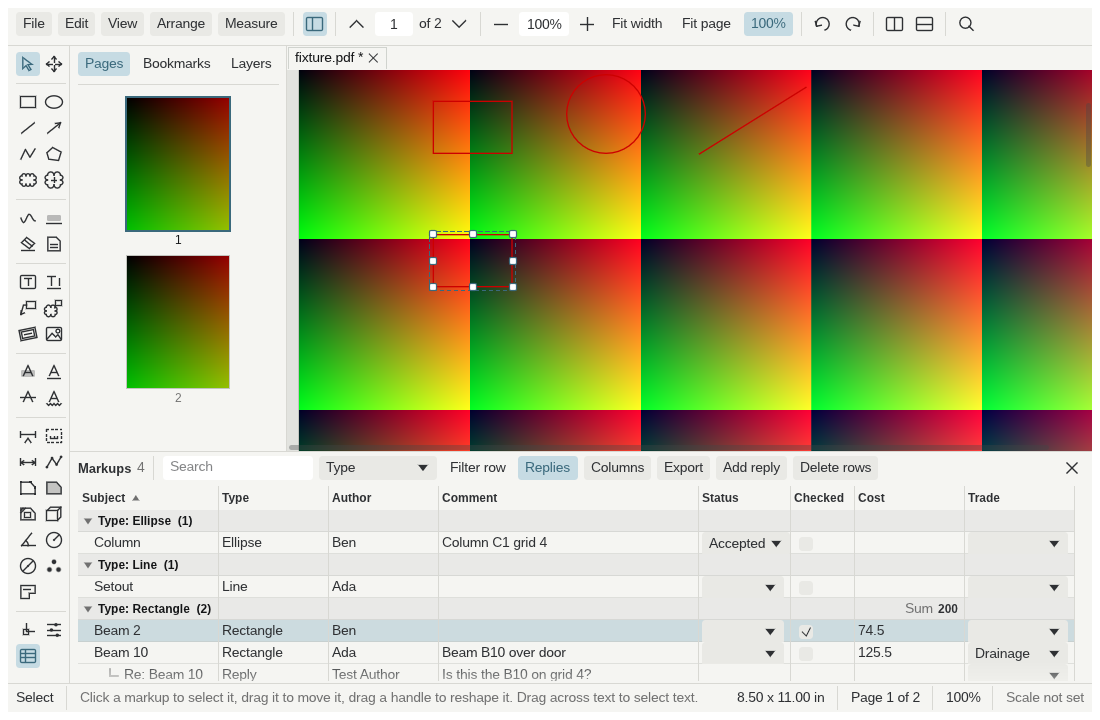 File Edit View Arrange Measure 1 of 2 100% Fit width Fit page 100%
Pages Bookmarks Layers fixture.pdf *
1
2
Markups 4 Search Type Filter row Replies Columns Export Add reply Delete rows
Subject Type Author Comment Status Checked Cost Trade
Type: Ellipse (1)
Column Ellipse Ben Column C1 grid 4 Accepted
Type: Line (1)
Setout Line Ada
Type: Rectangle (2) Sum 200
Beam 2 Rectangle Ben 74.5
Beam 10 Rectangle Ada Beam B10 over door 125.5 Drainage
Re: Beam 10 Reply Test Author Is this the B10 on grid 4?
Select Click a markup to select it, drag it to move it, drag a handle to reshape it. Drag across text to select text. 8.50 x 11.00 in Page 1 of 2 100% Scale not set